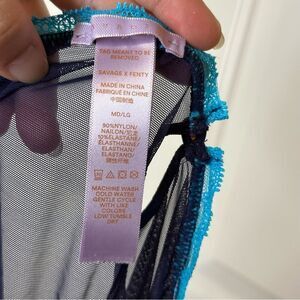 TAG MEANT TO BE
REMOVED
SAVAGE X FENTY
MADE IN CHINA
FABRIQUÉ EN CHINE
中国制造
MD/LG
90%NYLON/
10%ELASTANE/
ELASTHANNE/
ELASTHAN/
ELASTANO
MACHINE WASH
COLD WATER
GENTLE CYCLE
WITH LIKE
COLORS
LOW TUMBLE
DRY